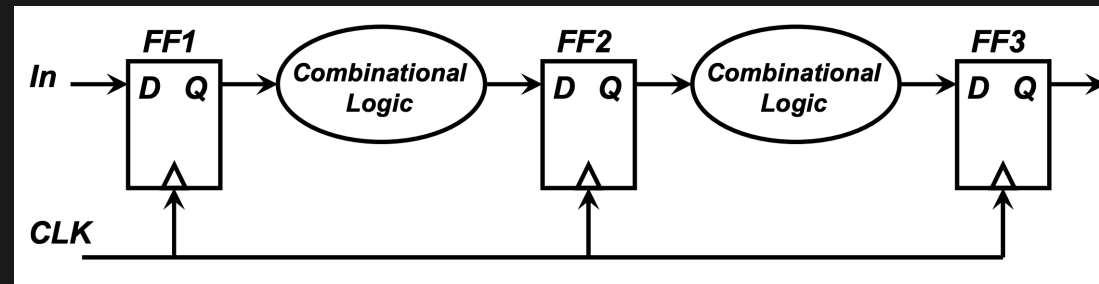 FF1
FF2
FF3
In
D Q
Combinational
Logic
D Q
Combinational
Logic
D Q
CLK